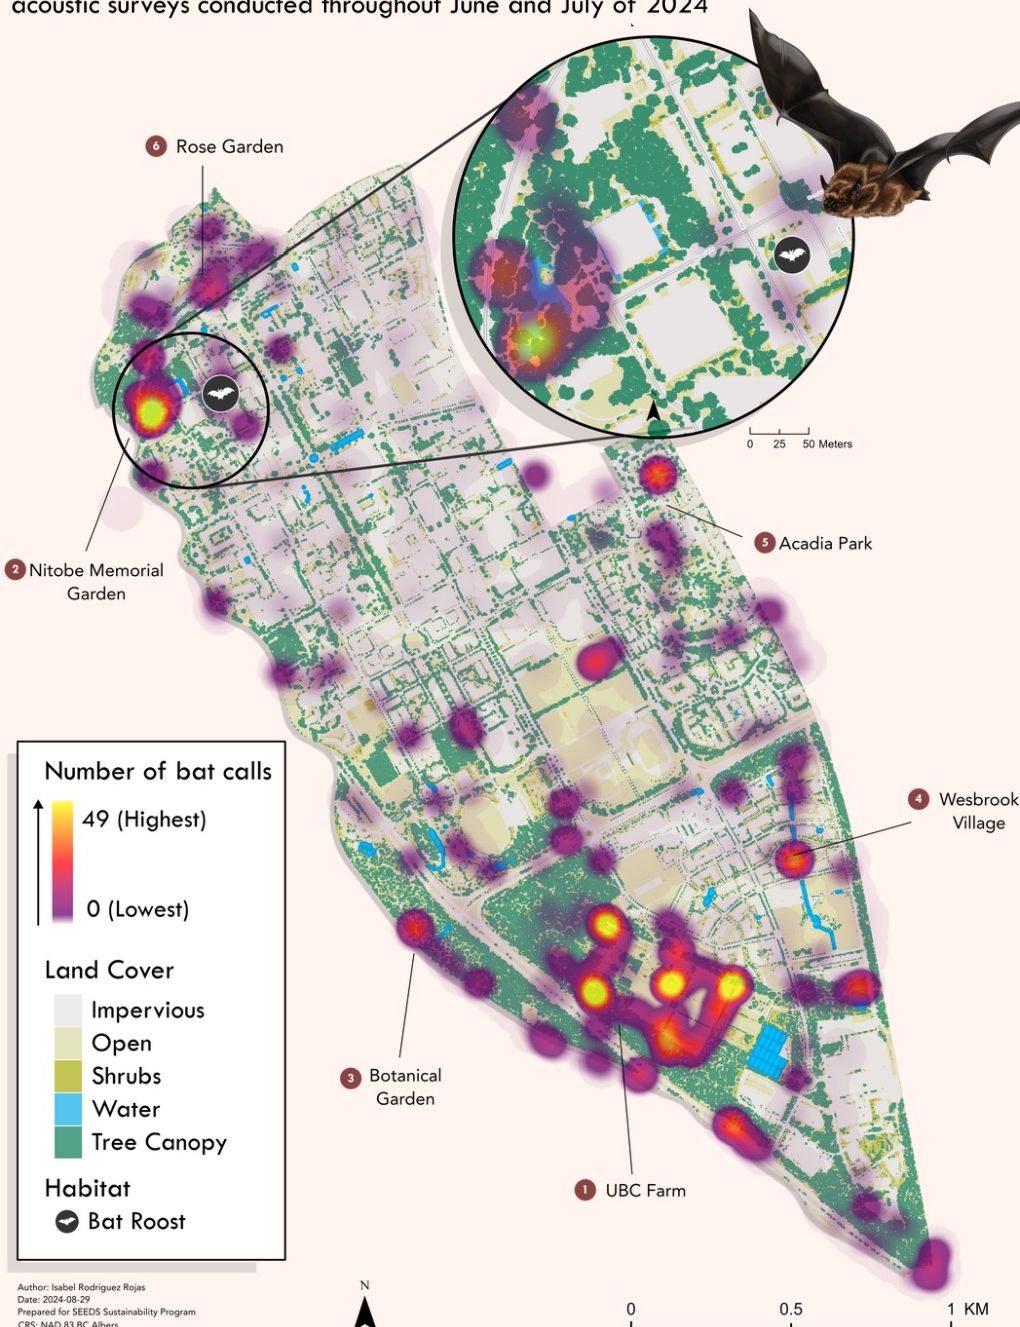 acoustic surveys conducted throughout June and July of 2024
6 Rose Garden
0 25 50 Meters
5 Acadia Park
2 Nitobe Memorial
Garden
Number of bat calls
49 (Highest)
0 (Lowest)
4 Wesbrook
Village
Land Cover
Impervious
Open
Shrubs
Water
Tree Canopy
Habitat
Bat Roost
3 Botanical
Garden
1 UBC Farm
Author: Isabel Rodríguez Rojas
Date: 2024-08-29
Prepared for SEEDS Sustainability Program
CRS: NAD 83 BC Albers
N
0 0.5 1 KM